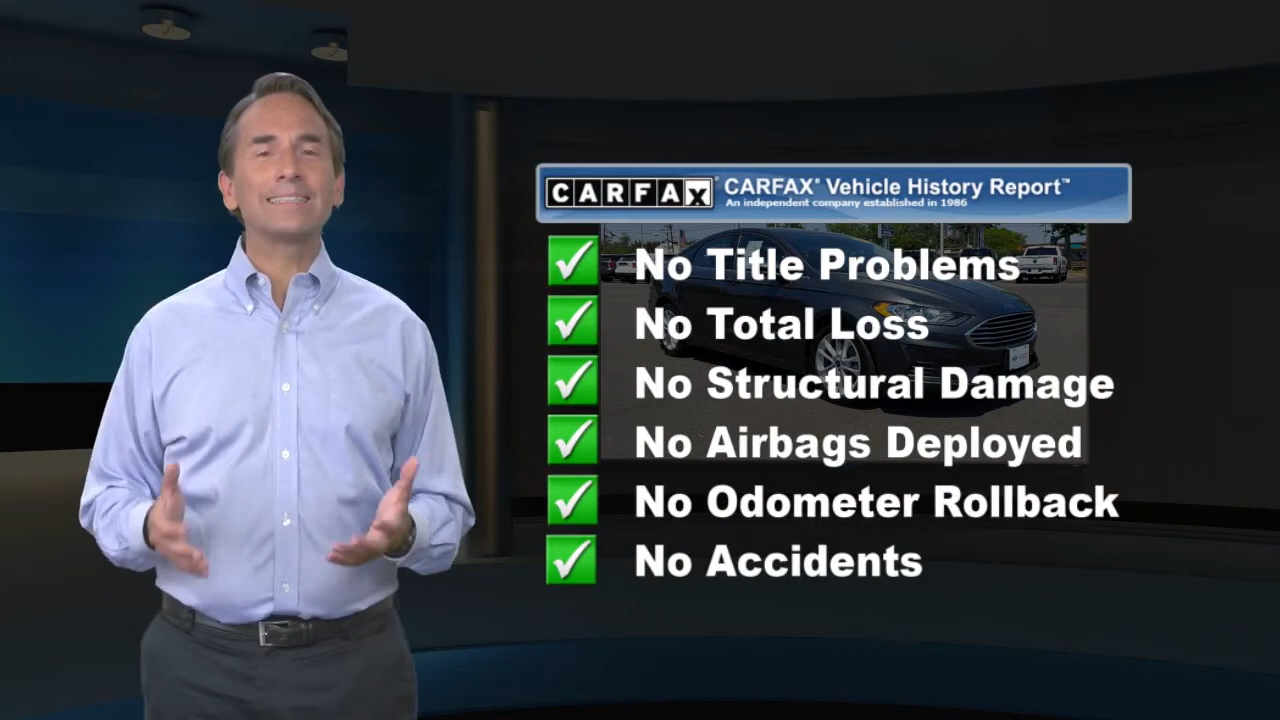 CARFAX® CARFAX® Vehicle History Report™
An independent company established in 1986
No Title Problems
No Total Loss
No Structural Damage
No Airbags Deployed
No Odometer Rollback
No Accidents